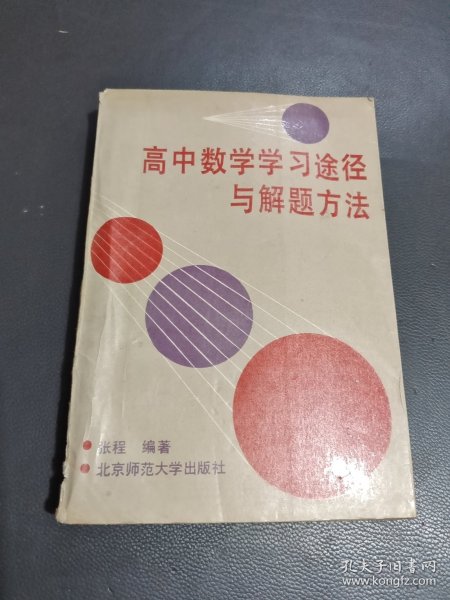 高中数学学习途径
与解题方法
张程 编著
北京师范大学出版社
孔夫子旧书网
www.kongfz.com